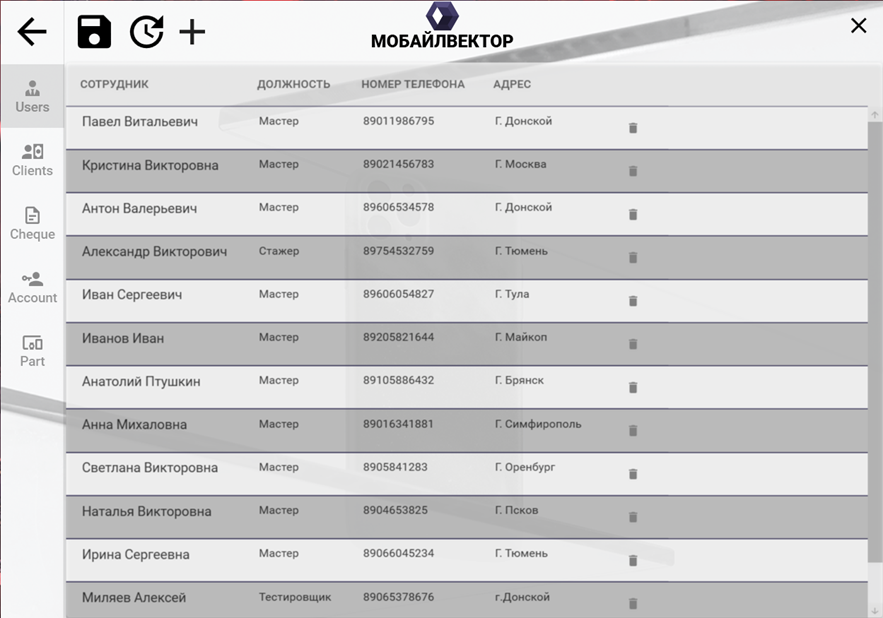 МОБАЙЛВЕКТОР
Users
Clients
Cheque
Account
Part
СОТРУДНИК ДОЛЖНОСТЬ НОМЕР ТЕЛЕФОНА АДРЕС
Павел Витальевич Мастер 89011986795 Г. Донской
Кристина Викторовна Мастер 89021456783 Г. Москва
Антон Валерьевич Мастер 89606534578 Г. Донской
Александр Викторович Стажер 89754532759 Г. Тюмень
Иван Сергеевич Мастер 89606054827 Г. Тула
Иванов Иван Мастер 89205821644 Г. Майкоп
Анатолий Птушкин Мастер 89105886432 Г. Брянск
Анна Михаловна Мастер 89016341881 Г. Симфирополь
Светлана Викторовна Мастер 8905841283 Г. Оренбург
Наталья Викторовна Мастер 8904653825 Г. Псков
Ирина Сергеевна Мастер 89066045234 Г. Тюмень
Миляев Алексей Тестировщик 89065378676 г.Донской